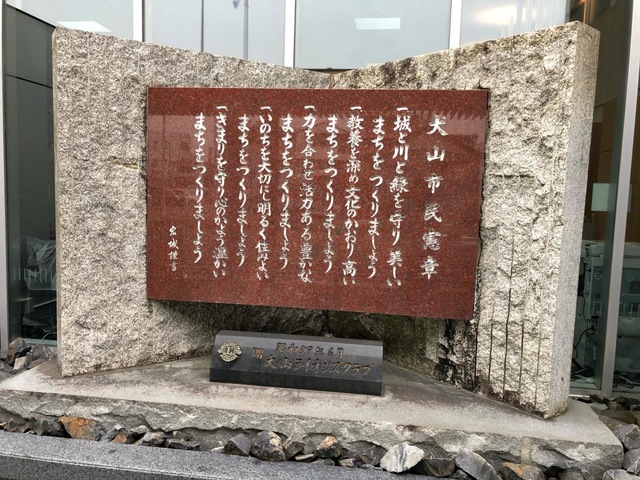 犬山市民憲章
一城と川と緑を守り 美しい
まちをつくりましょう
一教養を深め 文化のかおり高い
まちをつくりましょう
一力を合わせ 活力ある豊かな
まちをつくりましょう
一いのちを大切に 明るく住みよい
まちをつくりましょう
一きまりを守り 心のかよう温かい
まちをつくりましょう
犬山ライオンズクラブ